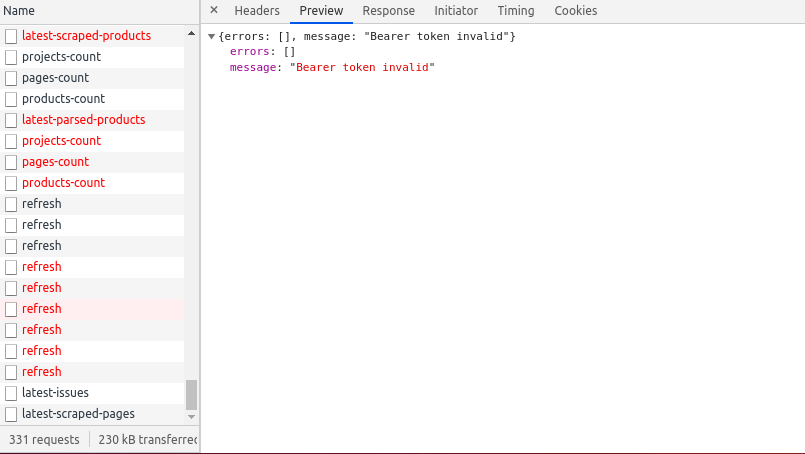 Name
latest-scraped-products
projects-count
pages-count
products-count
latest-parsed-products
projects-count
pages-count
products-count
refresh
refresh
refresh
refresh
refresh
refresh
refresh
refresh
refresh
latest-issues
latest-scraped-pages
331 requests 230 kB transferred
× Headers Preview Response Initiator Timing Cookies
▼{errors: [], message: "Bearer token invalid"}
errors: []
message: "Bearer token invalid"